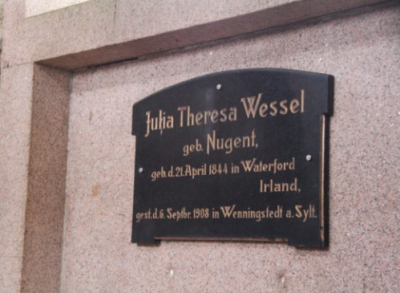 Julia Theresa Wessel
geb. Nugent,
geb. d. 21. April 1844 in Waterford
Irland,
gest. d. 6. Septbr. 1908 in Wenningstedt a. Sylt.